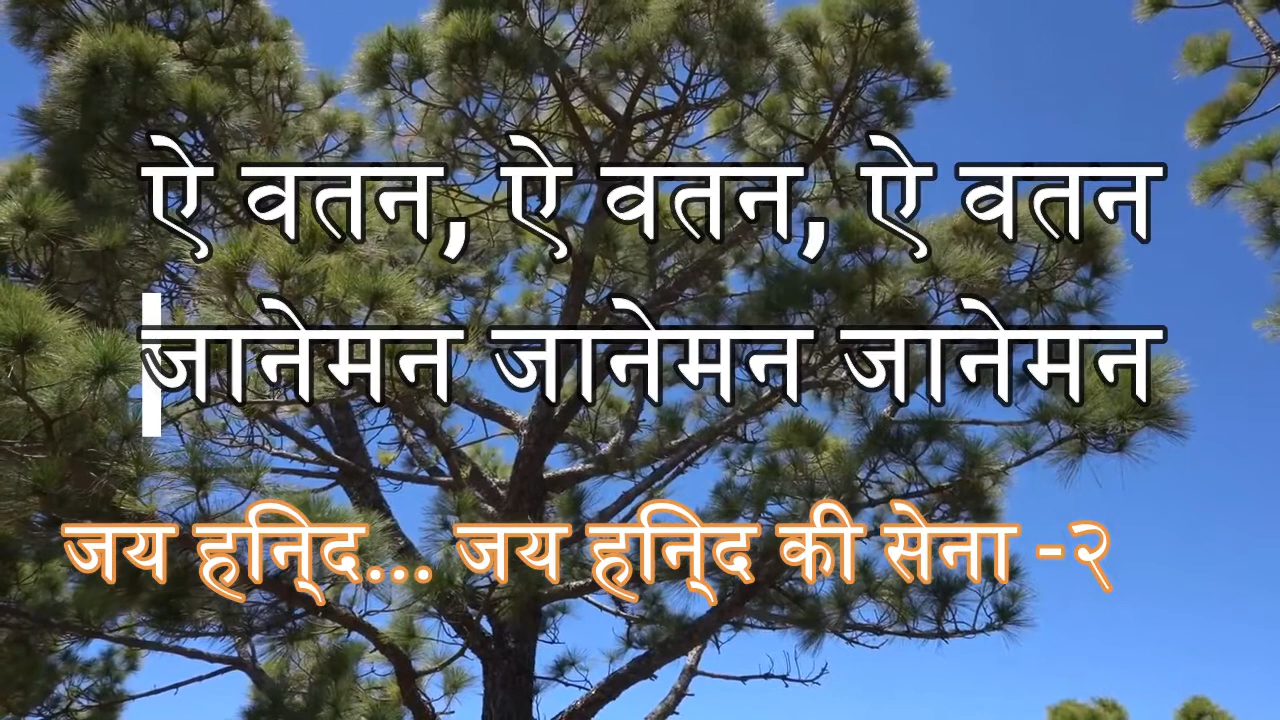 ऐ वतन, ऐ वतन, ऐ वतन
जानेमन जानेमन जानेमन
जय हिन्द... जय हिन्द की सेना -२